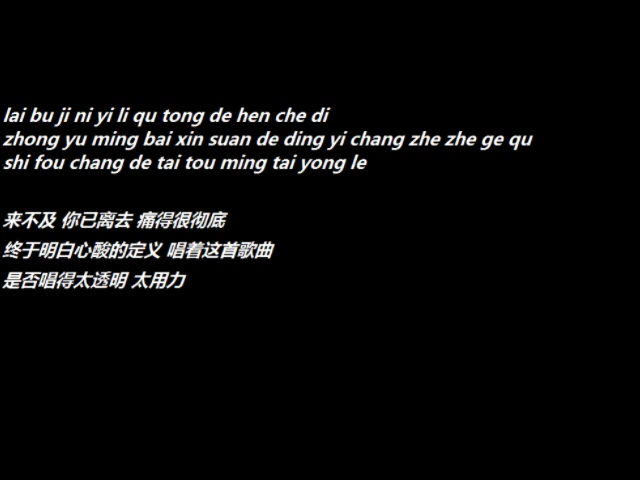 lai bu ji ni yi li qu tong de hen che di
zhong yu ming bai xin suan de ding yi chang zhe zhe ge qu
shi fou chang de tai tou ming tai yong le
来不及 你已离去 痛得很彻底
终于明白心酸的定义 唱着这首歌曲
是否唱得太透明 太用力